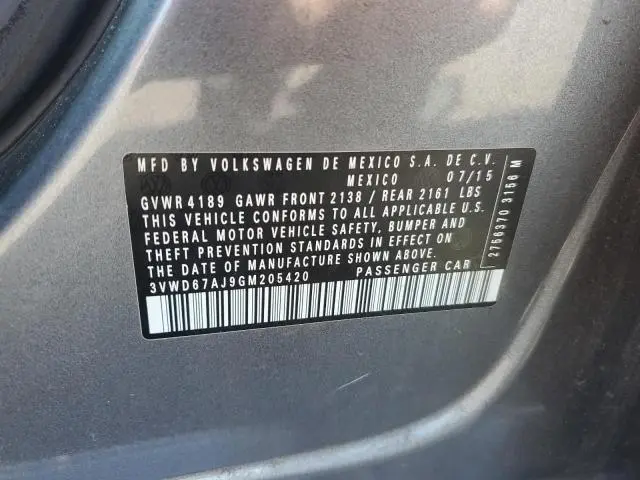 MFD BY VOLKSWAGEN DE MEXICO S.A. DE C.V.
MEXICO 07/15
GVWR 4189 GAWR FRONT 2138 / REAR 2161 LBS
THIS VEHICLE CONFORMS TO ALL APPLICABLE U.S.
FEDERAL MOTOR VEHICLE SAFETY, BUMPER AND
THEFT PREVENTION STANDARDS IN EFFECT ON
THE DATE OF MANUFACTURE SHOWN ABOVE.
3VWD67AJ9GM205420 PASSENGER CAR
2766370 3156 M